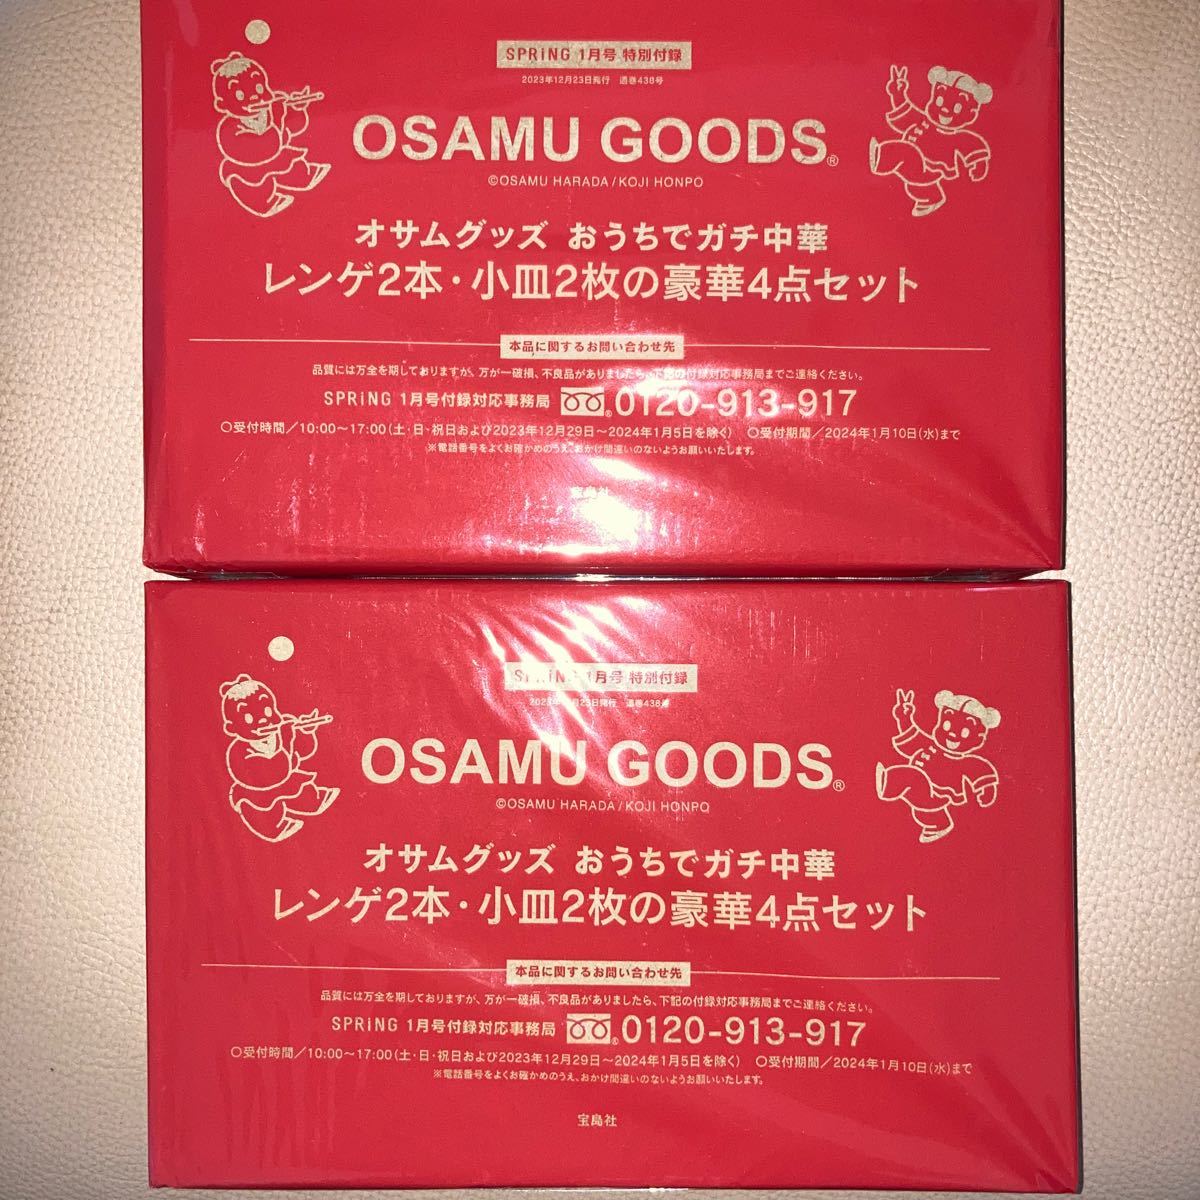 SPRiNG 1月号 特別付録
2023年12月23日発行 通巻438号
OSAMU GOODS®
©OSAMU HARADA/KOJI HONPO
オサムグッズ おうちでガチ中華
レンゲ2本・小皿2枚の豪華4点セット
本品に関するお問い合わせ先
品質には万全を期しておりますが、万が一破損、不良品がありましたら、下記の付録対応事務局までご連絡ください。
SPRiNG 1月号付録対応事務局 ®0120-913-917
○受付時間/10:00〜17:00(土・日・祝日および2023年12月29日〜2024年1月5日を除く) ○受付期間/2024年1月10日(水)まで
※電話番号をよくお確かめのうえ、おかけ間違いのないようお願いいたします。
SPRiNG 1月号 特別付録
2023年12月23日発行 通巻438号
OSAMU GOODS®
©OSAMU HARADA/KOJI HONPO
オサムグッズ おうちでガチ中華
レンゲ2本・小皿2枚の豪華4点セット
本品に関するお問い合わせ先
品質には万全を期しておりますが、万が一破損、不良品がありましたら、下記の付録対応事務局までご連絡ください。
SPRiNG 1月号付録対応事務局 ®0120-913-917
○受付時間/10:00〜17:00(土・日・祝日および2023年12月29日〜2024年1月5日を除く) ○受付期間/2024年1月10日(水)まで
※電話番号をよくお確かめのうえ、おかけ間違いのないようお願いいたします。
宝島社